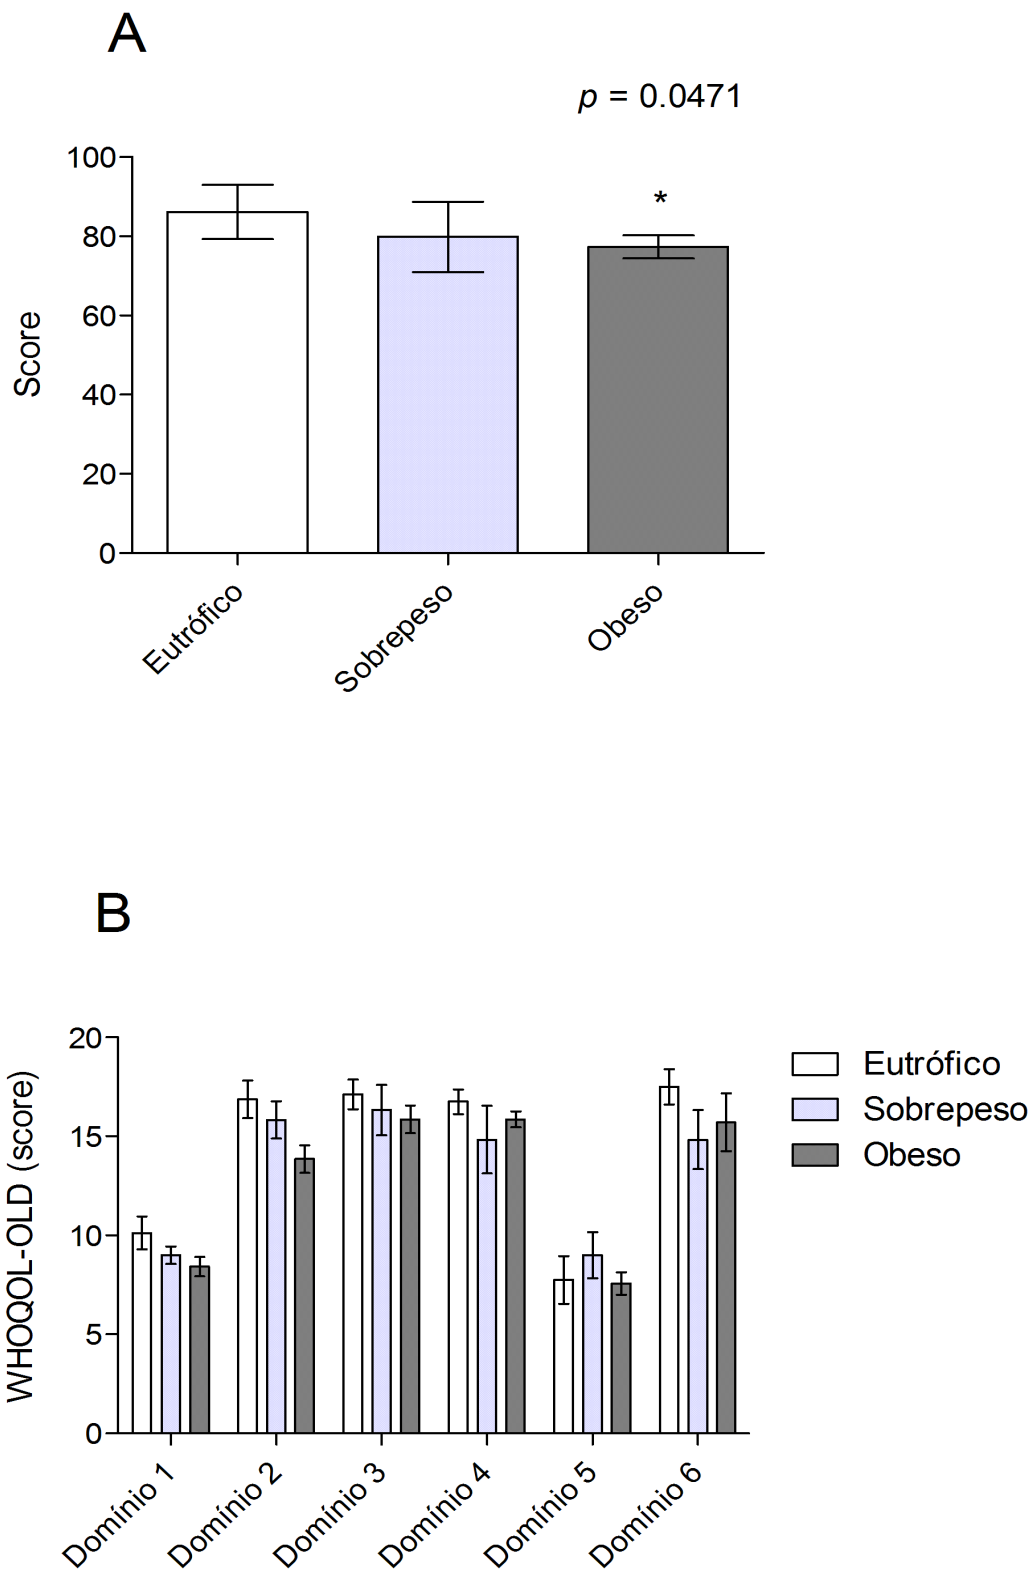 A
p = 0.0471
100
80
60
40
20
0
Score
*
Eutrófico
Sobrepeso
Obeso
B
20
15
10
5
0
WHOQOL-OLD (score)
Eutrófico
Sobrepeso
Obeso
Domínio 1
Domínio 2
Domínio 3
Domínio 4
Domínio 5
Domínio 6